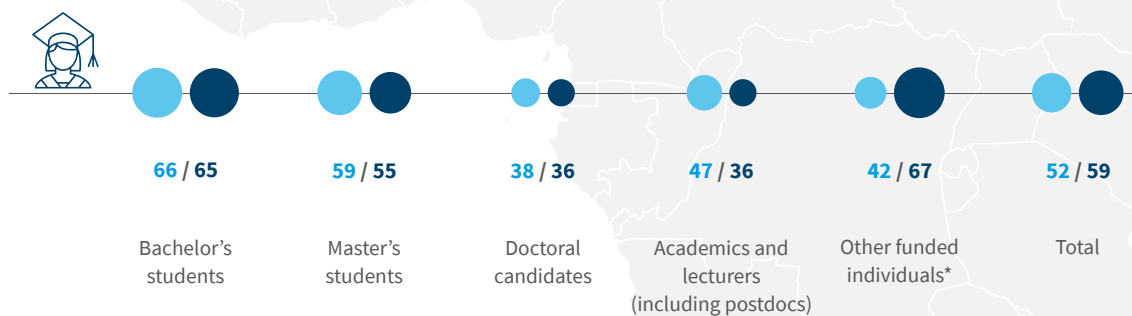 66 / 65
59 / 55
38 / 36
47 / 36
42 / 67
52 / 59
Bachelor’s
students
Master’s
students
Doctoral
candidates
Academics and
lecturers
(including postdocs)
Other funded
individuals*
Total